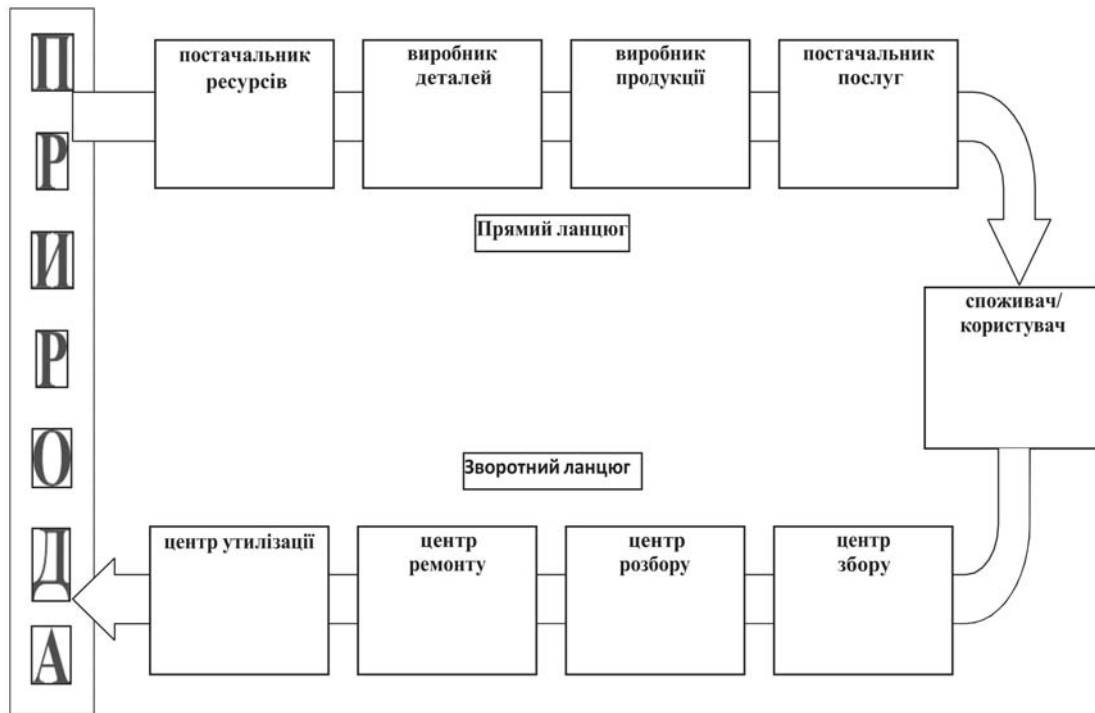 ПРИРОДА
постачальник
ресурсів
виробник
деталей
виробник
продукції
постачальник
послуг
Прямий ланцюг
споживач/
користувач
Зворотний ланцюг
центр утилізації
центр
ремонту
центр
розбору
центр
збору